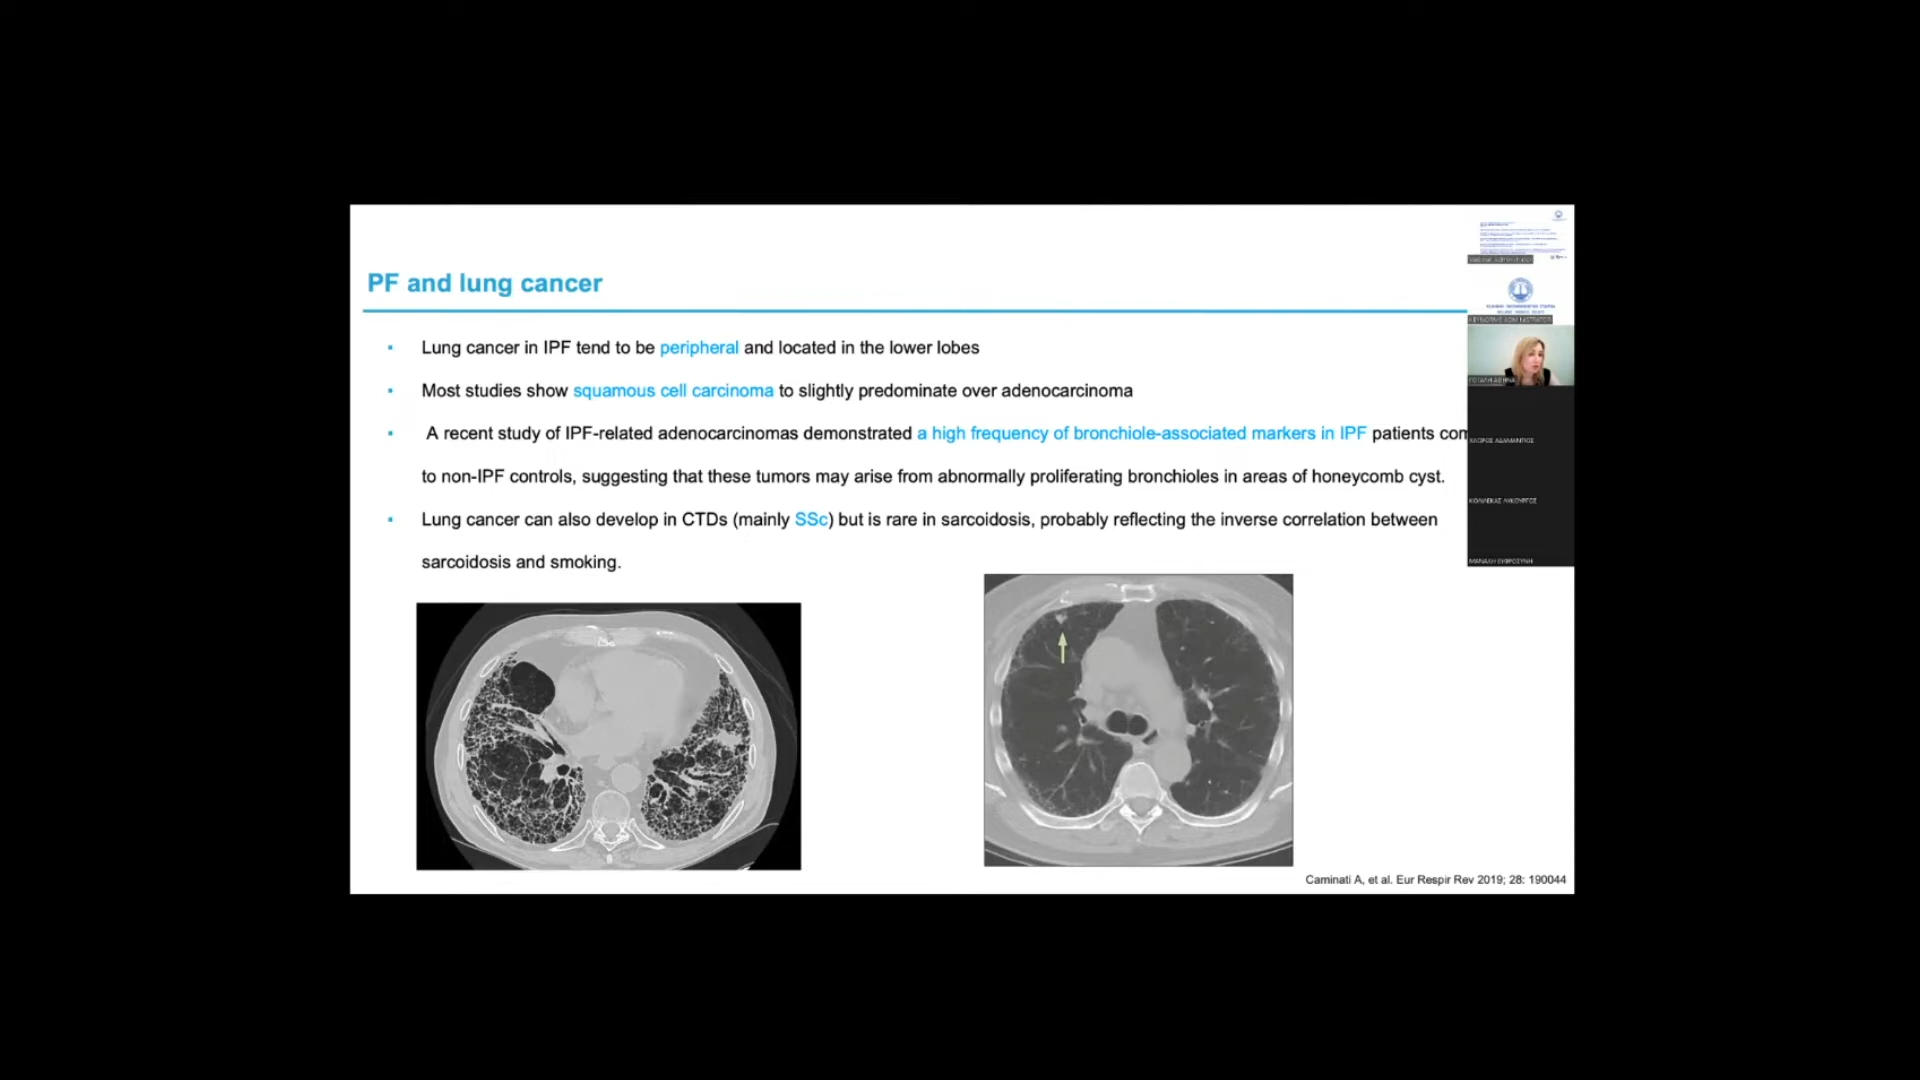 PF and lung cancer
Lung cancer in IPF tend to be peripheral and located in the lower lobes
Most studies show squamous cell carcinoma to slightly predominate over adenocarcinoma
A recent study of IPF-related adenocarcinomas demonstrated a high frequency of bronchiole-associated markers in IPF patients com
to non-IPF controls, suggesting that these tumors may arise from abnormally proliferating bronchioles in areas of honeycomb cyst.
Lung cancer can also develop in CTDs (mainly SSc) but is rare in sarcoidosis, probably reflecting the inverse correlation between
sarcoidosis and smoking.
Caminati A, et al. Eur Respir Rev 2019; 28: 190044
ΑΔΑΜΑΝΤΙΟΣ
ΛΥΚΟΥΡΓΟΣ
ΕΥΦΡΟΣΥΝΗ